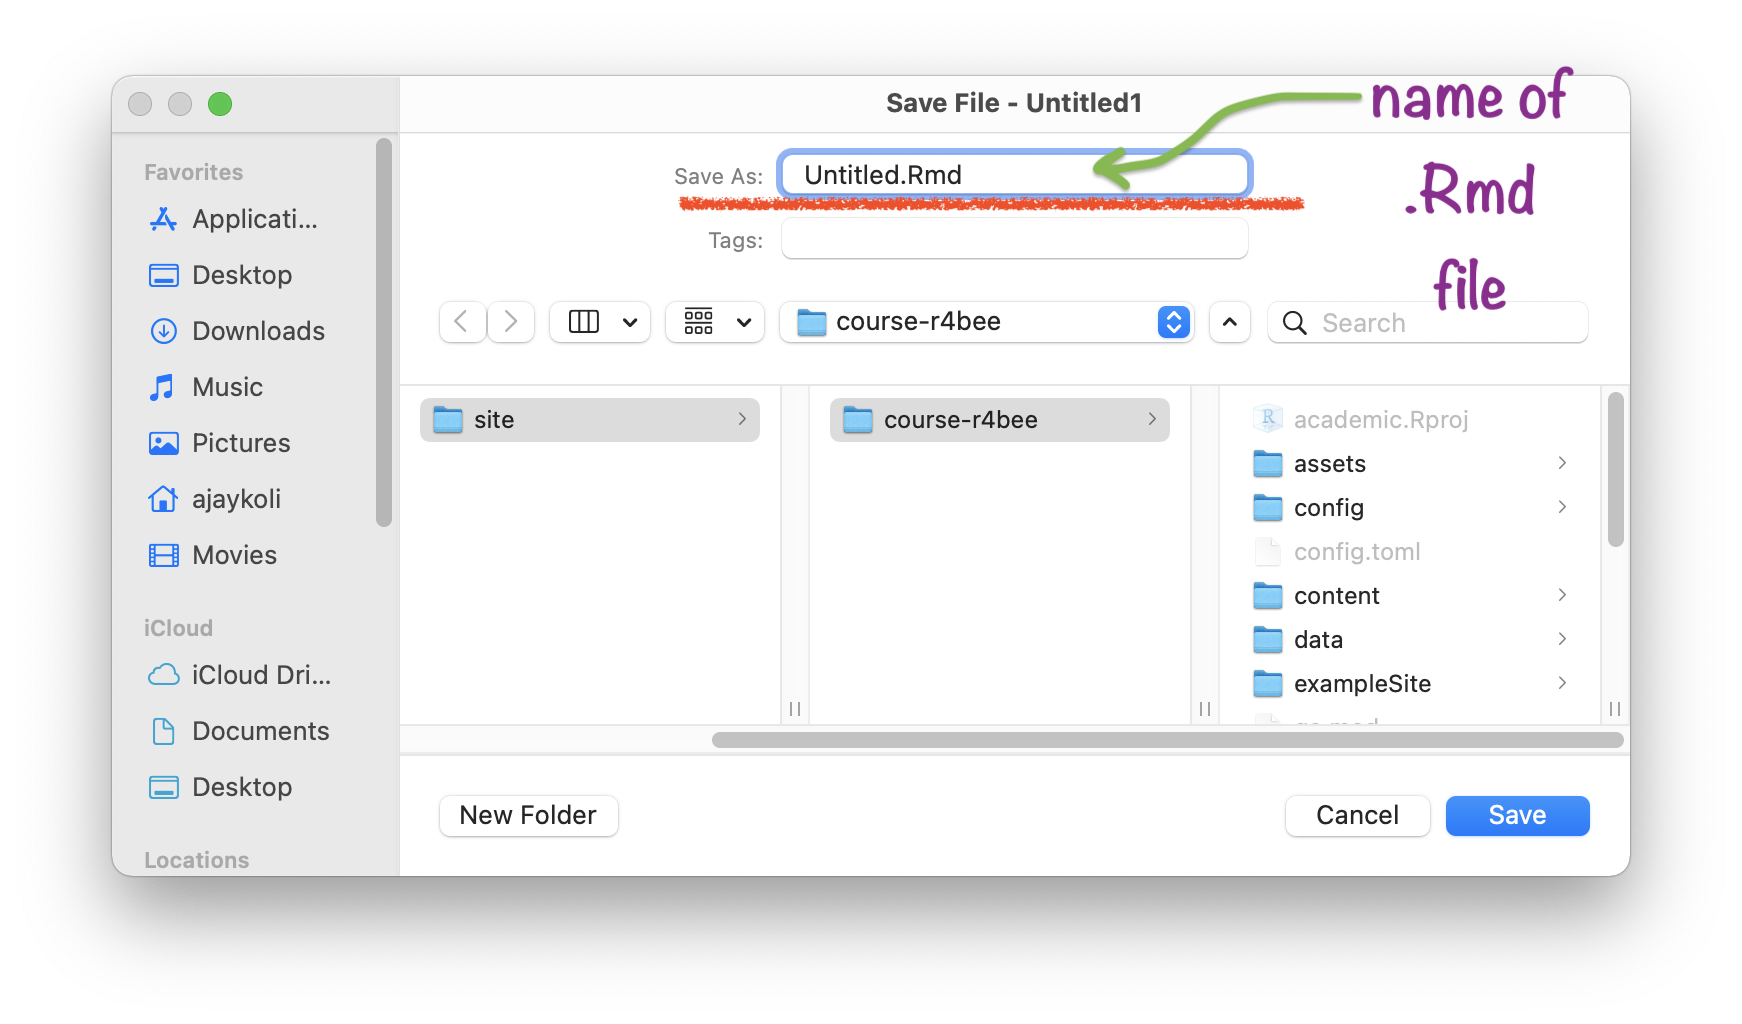 Save File - Untitled1
name of
.Rmd
file
Save As: Untitled.Rmd
Tags:
Favorites
Applicati...
Desktop
Downloads
Music
Pictures
ajaykoli
Movies
iCloud
iCloud Dri...
Documents
Desktop
Locations
course-r4bee
Search
site
course-r4bee
R academic.Rproj
assets
config
config.toml
content
data
exampleSite
New Folder
Cancel
Save